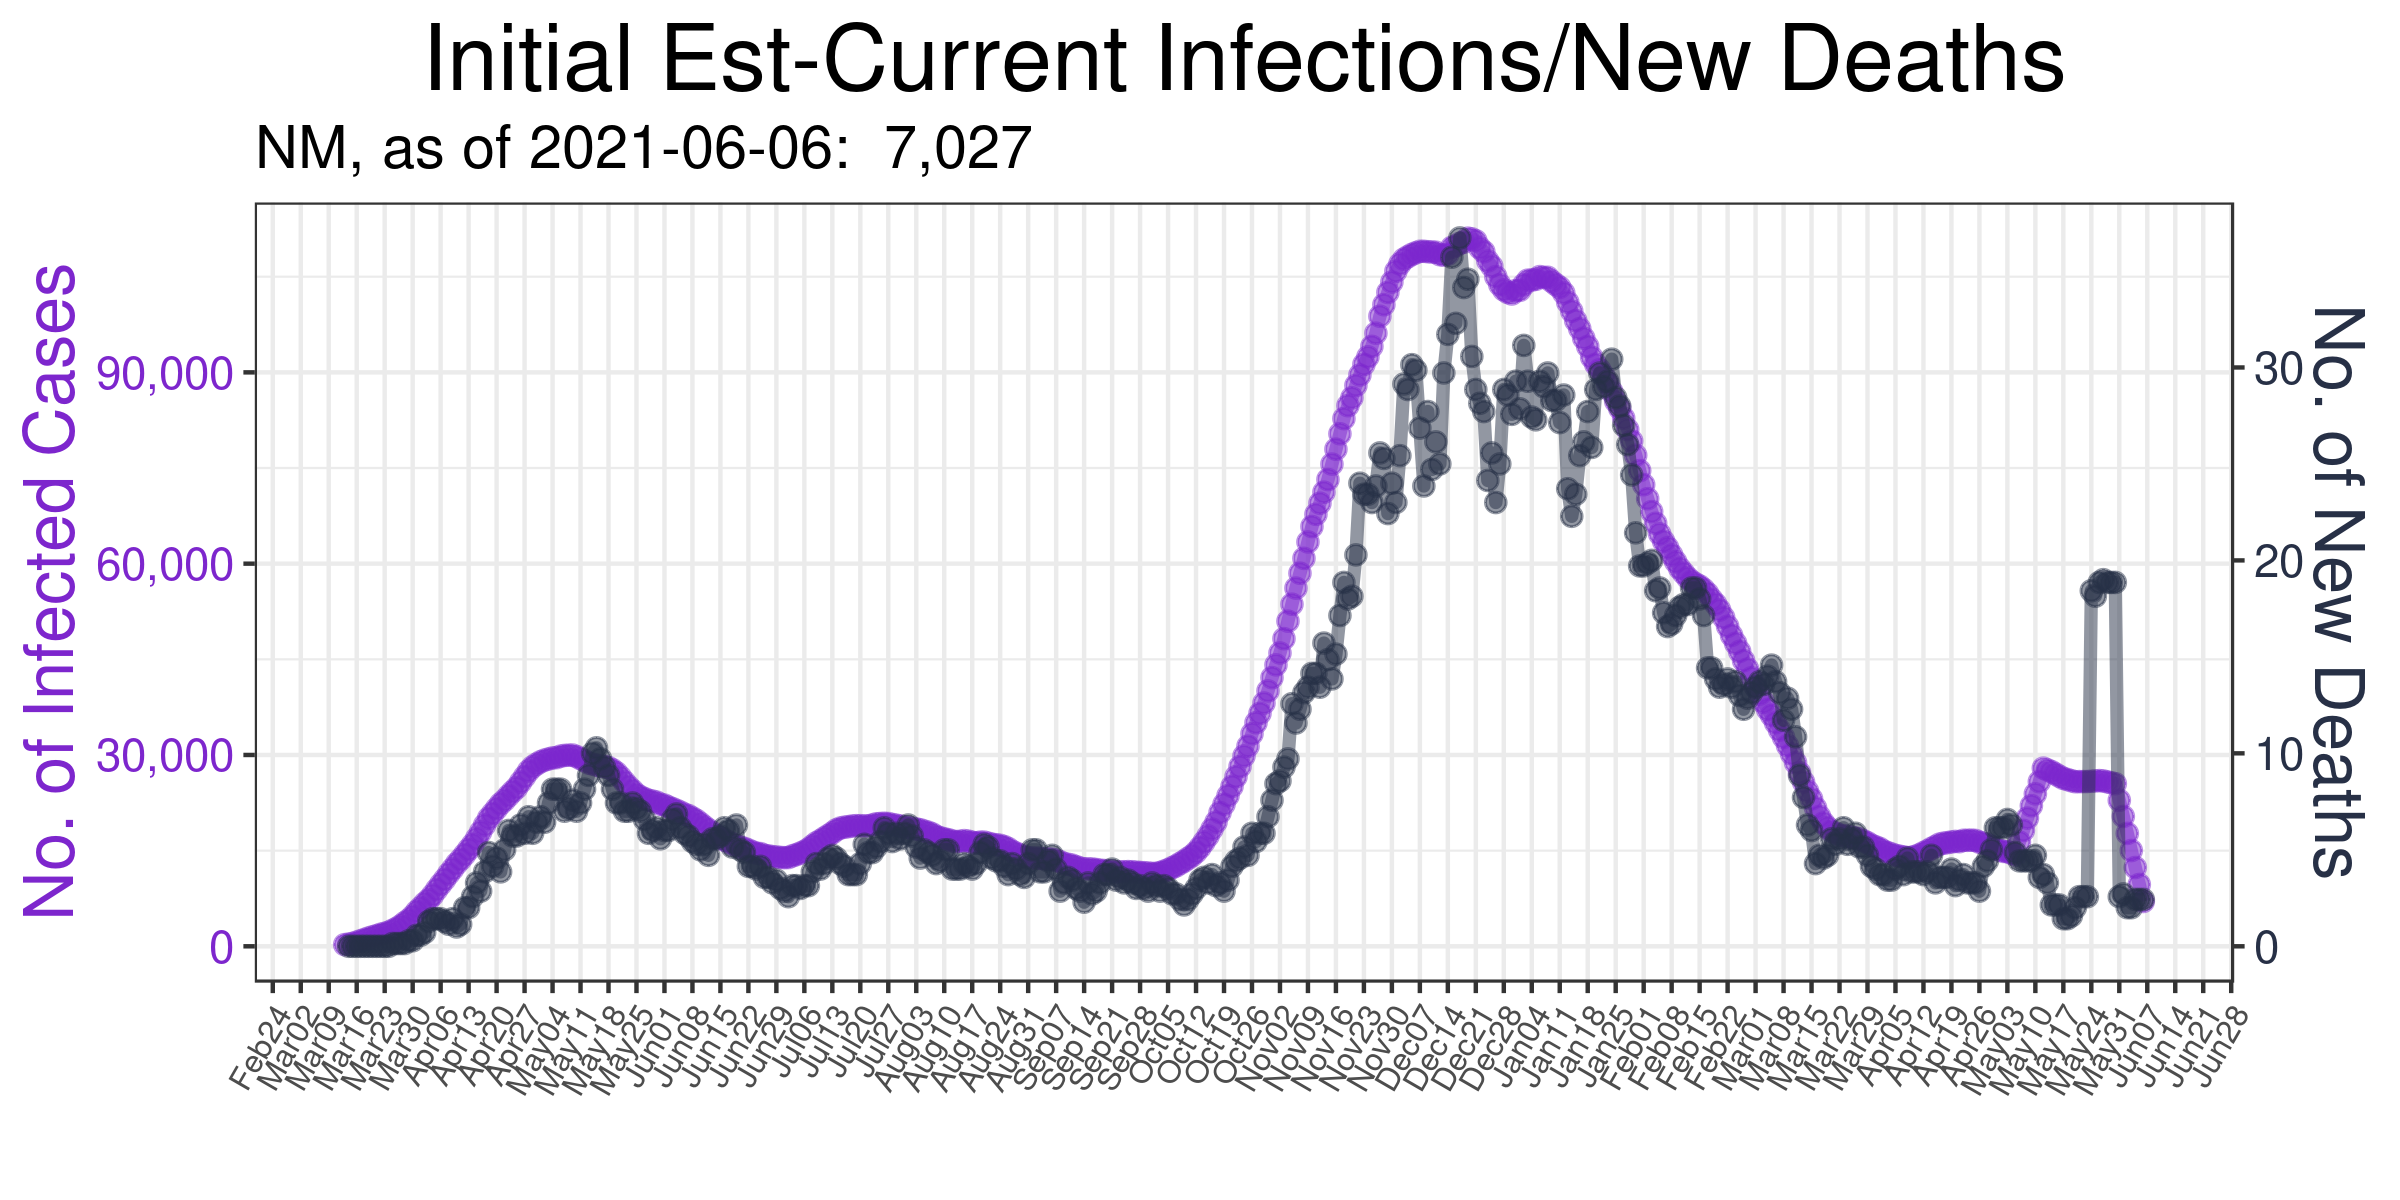 Initial Est-Current Infections/New Deaths
NM, as of 2021-06-06: 7,027
No. of Infected Cases
90,000
60,000
30,000
0
30
20
10
0
No. of New Deaths
Feb24
Mar02
Mar09
Mar16
Mar23
Mar30
Apr06
Apr13
Apr20
Apr27
May04
May11
May18
May25
Jun01
Jun08
Jun15
Jun22
Jun29
Jul06
Jul13
Jul20
Jul27
Aug03
Aug10
Aug17
Aug24
Aug31
Sep07
Sep14
Sep21
Sep28
Oct05
Oct12
Oct19
Oct26
Nov02
Nov09
Nov16
Nov23
Nov30
Dec07
Dec14
Dec21
Dec28
Jan04
Jan11
Jan18
Jan25
Feb01
Feb08
Feb15
Feb22
Mar01
Mar08
Mar15
Mar22
Mar29
Apr05
Apr12
Apr19
Apr26
May03
May10
May17
May24
May31
Jun07
Jun14
Jun21
Jun28